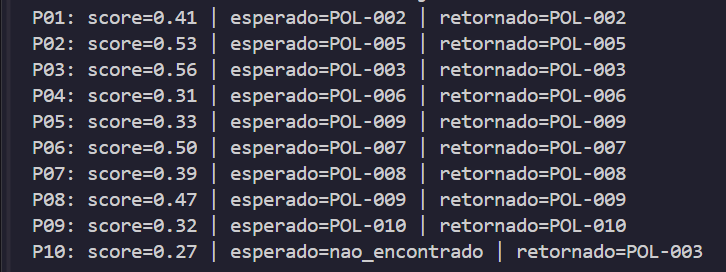 P01: score=0.41 | esperado=POL-002 | retornado=POL-002
P02: score=0.53 | esperado=POL-005 | retornado=POL-005
P03: score=0.56 | esperado=POL-003 | retornado=POL-003
P04: score=0.31 | esperado=POL-006 | retornado=POL-006
P05: score=0.33 | esperado=POL-009 | retornado=POL-009
P06: score=0.50 | esperado=POL-007 | retornado=POL-007
P07: score=0.39 | esperado=POL-008 | retornado=POL-008
P08: score=0.47 | esperado=POL-009 | retornado=POL-009
P09: score=0.32 | esperado=POL-010 | retornado=POL-010
P10: score=0.27 | esperado=nao_encontrado | retornado=POL-003